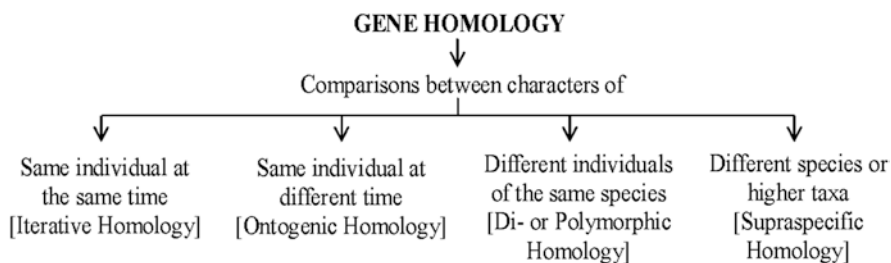 GENE HOMOLOGY
Comparisons between characters of
Same individual at
the same time
[Iterative Homology]
Same individual at
different time
[Ontogenic Homology]
Different individuals
of the same species
[Di- or Polymorphic
Homology]
Different species or
higher taxa
[Supraspecific
Homology]